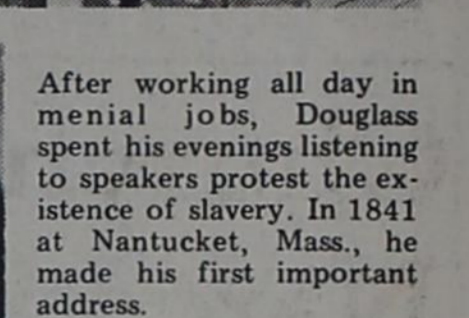 After working all day in
menial jobs, Douglass
spent his evenings listening
to speakers protest the ex-
istence of slavery. In 1841
at Nantucket, Mass., he
made his first important
address.